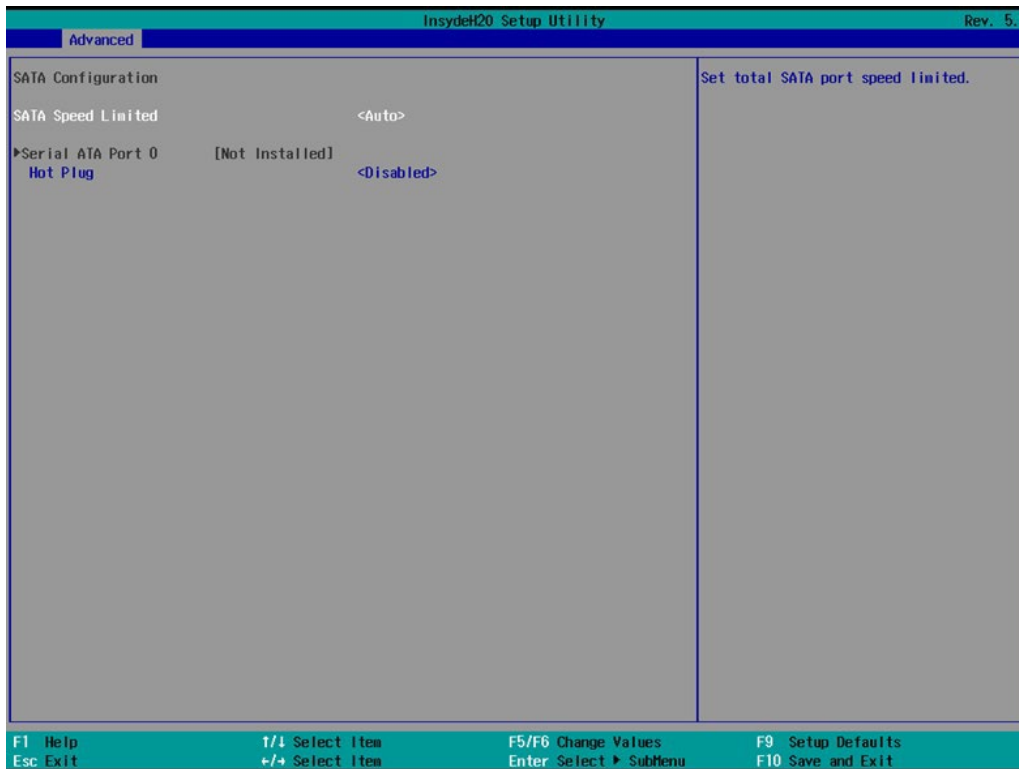 InsydeH20 Setup Utility Rev. 5.
Advanced
SATA Configuration
SATA Speed Limited <Auto>
▶Serial ATA Port 0 [Not Installed]
Hot Plug <Disabled>
Set total SATA port speed limited.
F1 Help ↑/↓ Select Item F5/F6 Change Values F9 Setup Defaults
Esc Exit ←/→ Select Item Enter Select ▶ SubMenu F10 Save and Exit